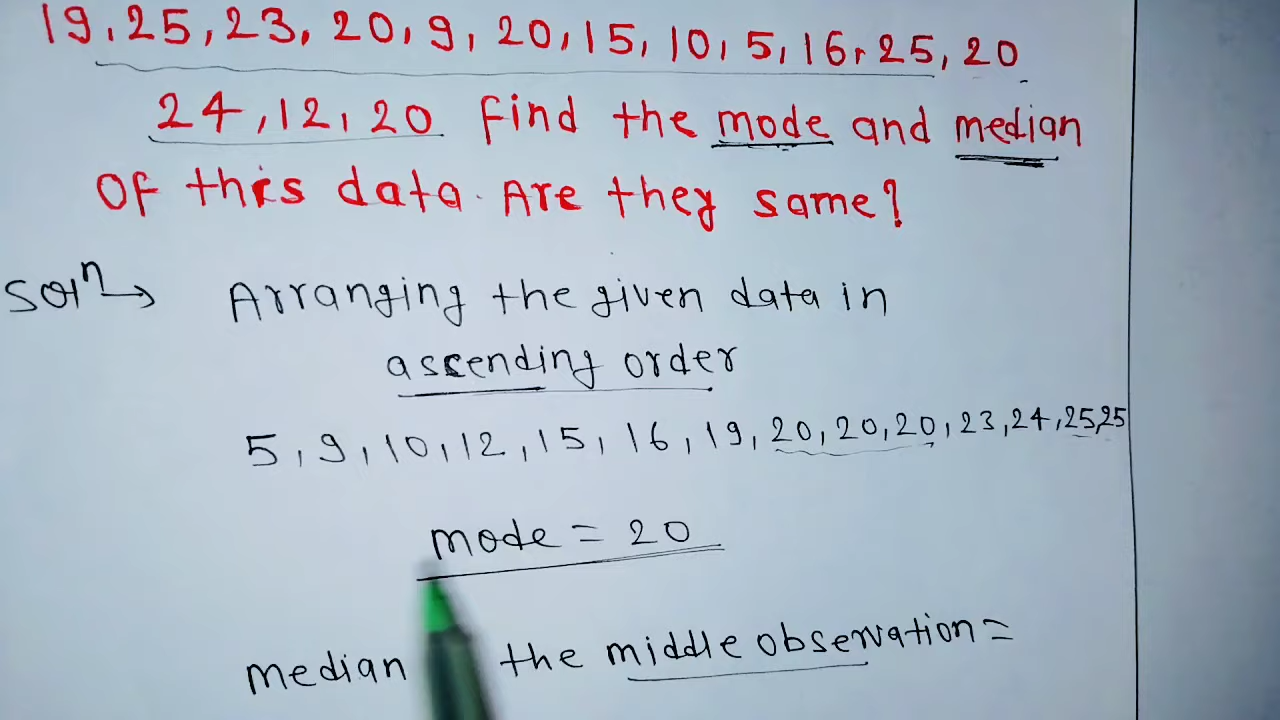 19, 25, 23, 20, 9, 20, 15, 10, 5, 16, 25, 20
24, 12, 20 Find the mode and median
Of this data. Are they same?
Solⁿ→ Arranging the given data in
ascending order
5, 9, 10, 12, 15, 16, 19, 20, 20, 20, 23, 24, 25, 25
mode = 20
median the middle observation =